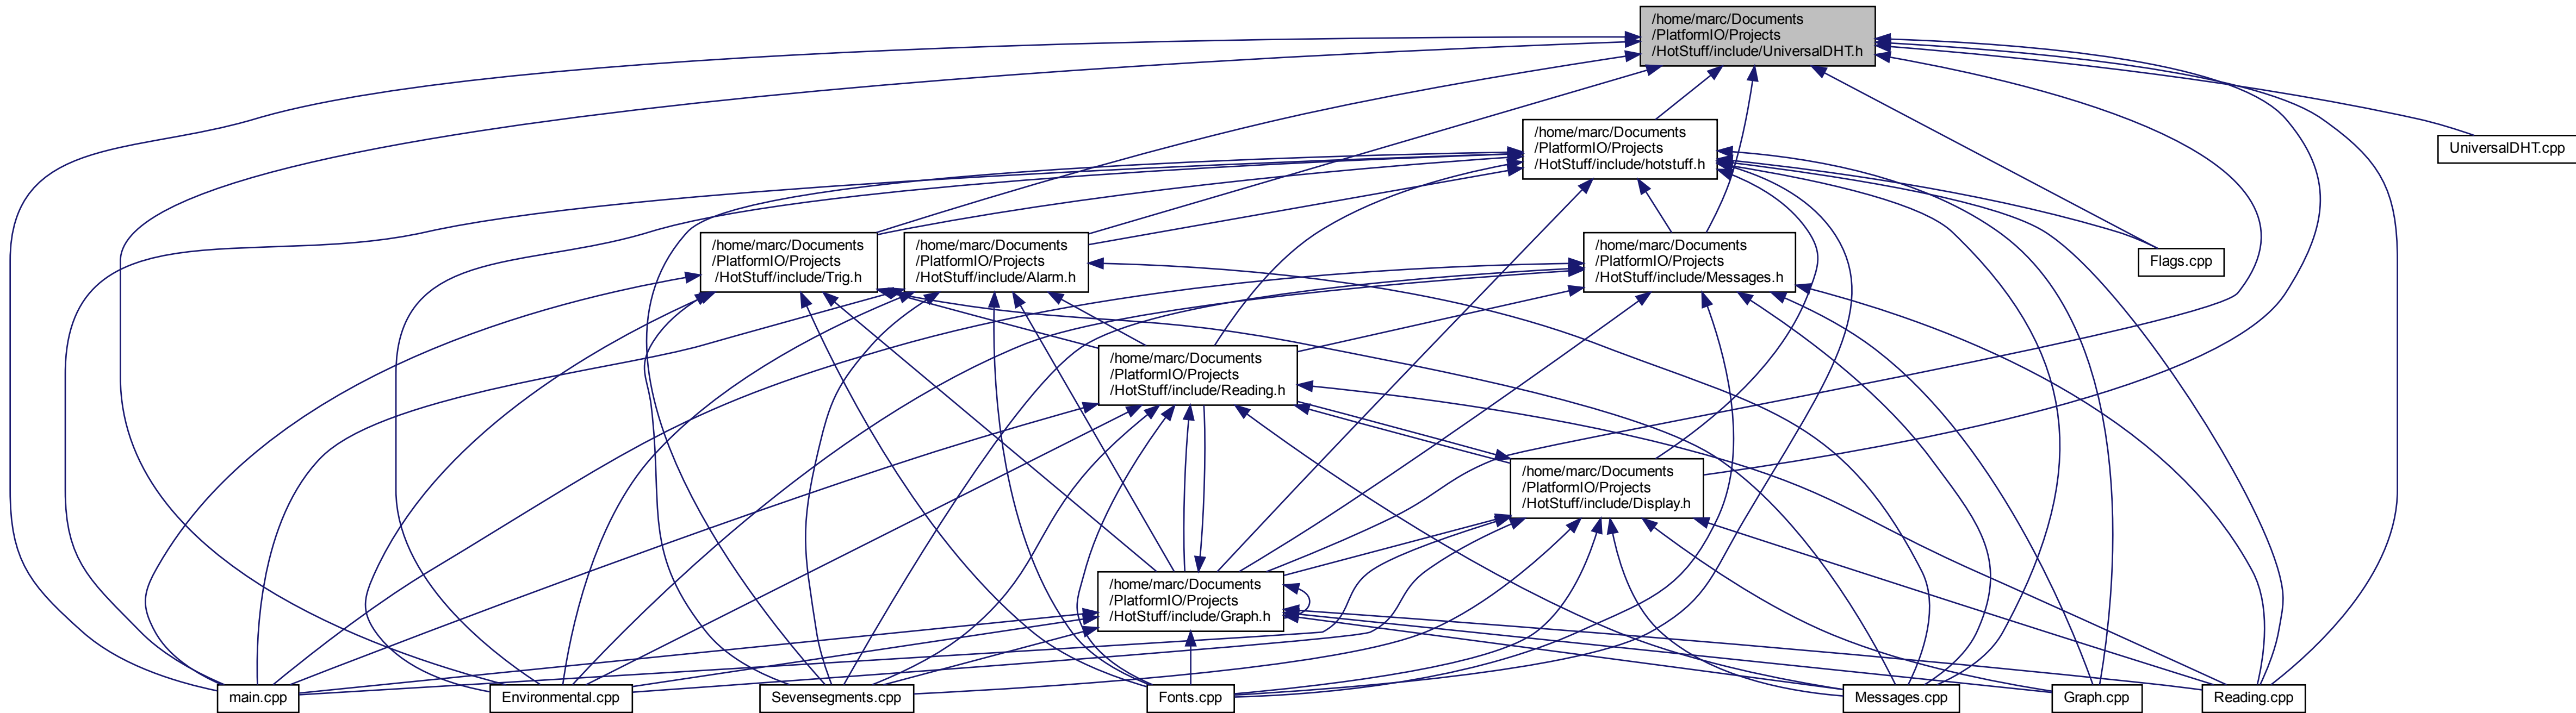 /home/marc/Documents
/PlatformIO/Projects
/HotStuff/include/UniversalDHT.h
/home/marc/Documents
/PlatformIO/Projects
/HotStuff/include/hotstuff.h
UniversalDHT.cpp
/home/marc/Documents
/PlatformIO/Projects
/HotStuff/include/Trig.h
/home/marc/Documents
/PlatformIO/Projects
/HotStuff/include/Alarm.h
/home/marc/Documents
/PlatformIO/Projects
/HotStuff/include/Messages.h
Flags.cpp
/home/marc/Documents
/PlatformIO/Projects
/HotStuff/include/Reading.h
/home/marc/Documents
/PlatformIO/Projects
/HotStuff/include/Display.h
/home/marc/Documents
/PlatformIO/Projects
/HotStuff/include/Graph.h
main.cpp
Environmental.cpp
Sevensegments.cpp
Fonts.cpp
Messages.cpp
Graph.cpp
Reading.cpp